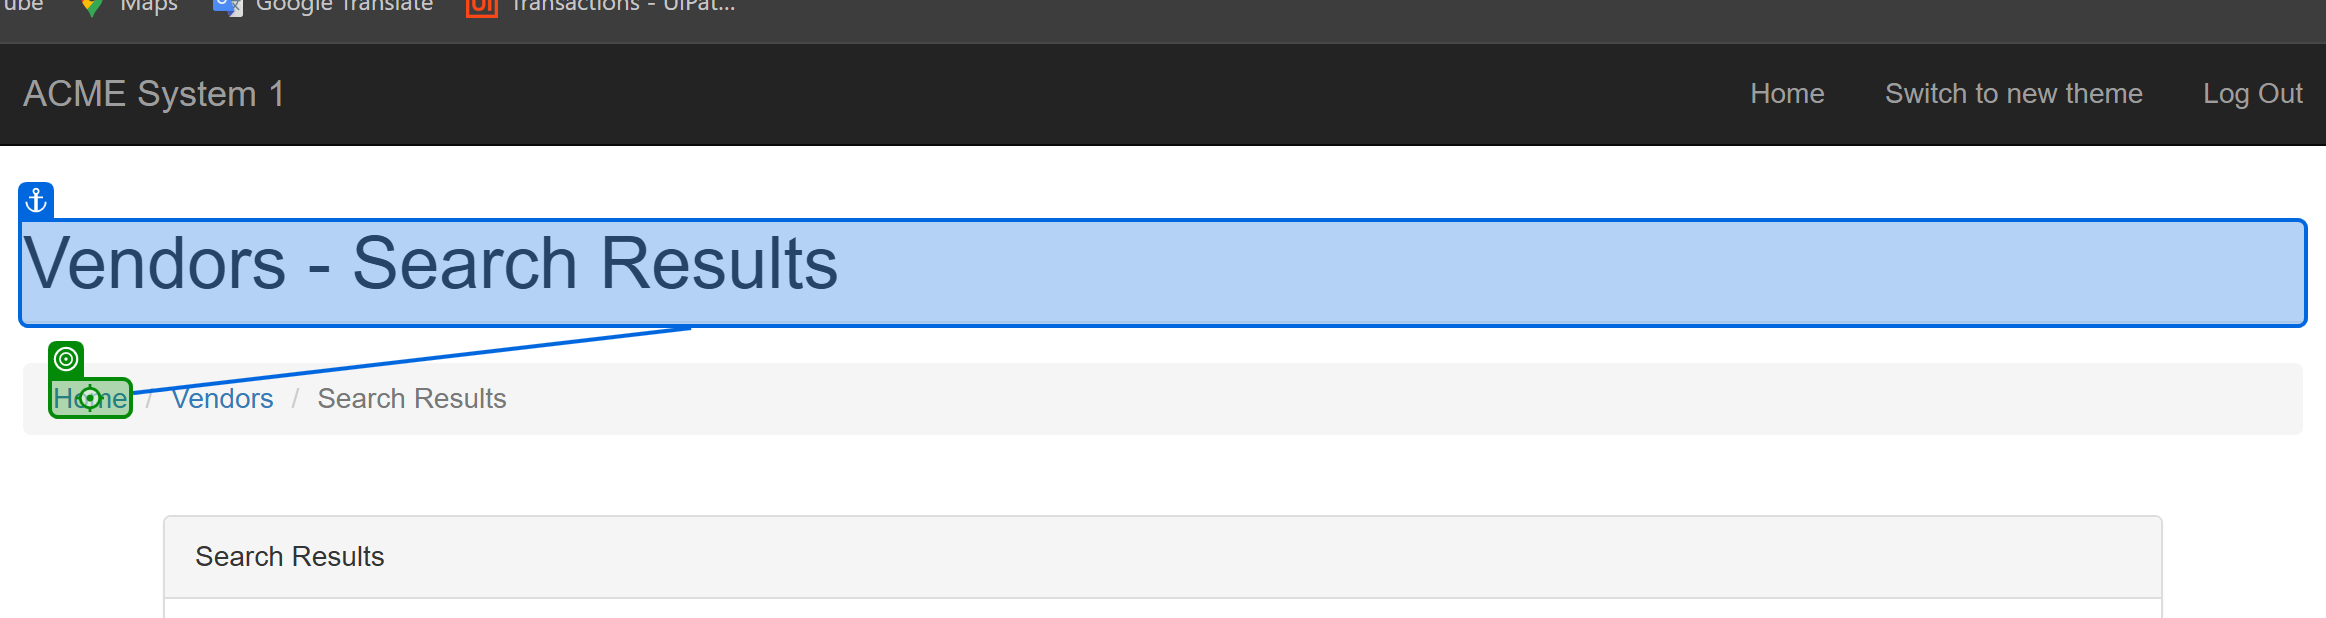 Maps Google Translate Transactions - UiPat...
ACME System 1 Home Switch to new theme Log Out
Vendors - Search Results
Home / Vendors / Search Results
Search Results